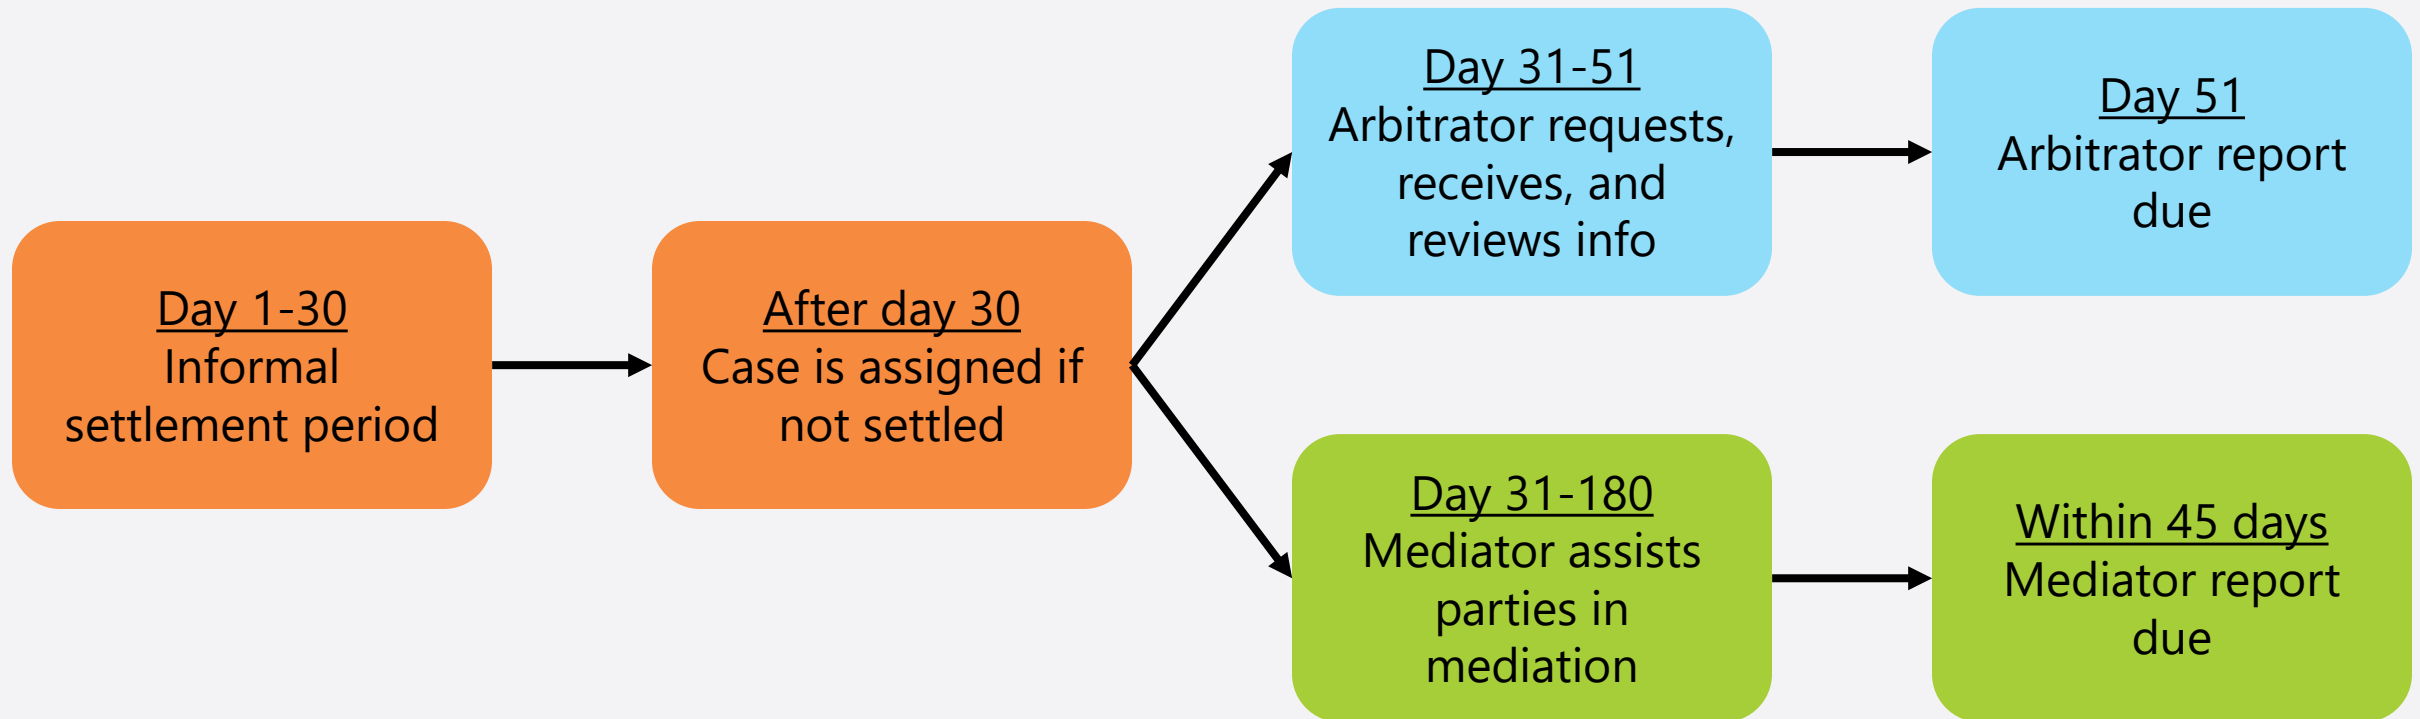 Day 1-30
Informal
settlement period
After day 30
Case is assigned if
not settled
Day 31-51
Arbitrator requests,
receives, and
reviews info
Day 51
Arbitrator report
due
Day 31-180
Mediator assists
parties in
mediation
Within 45 days
Mediator report
due